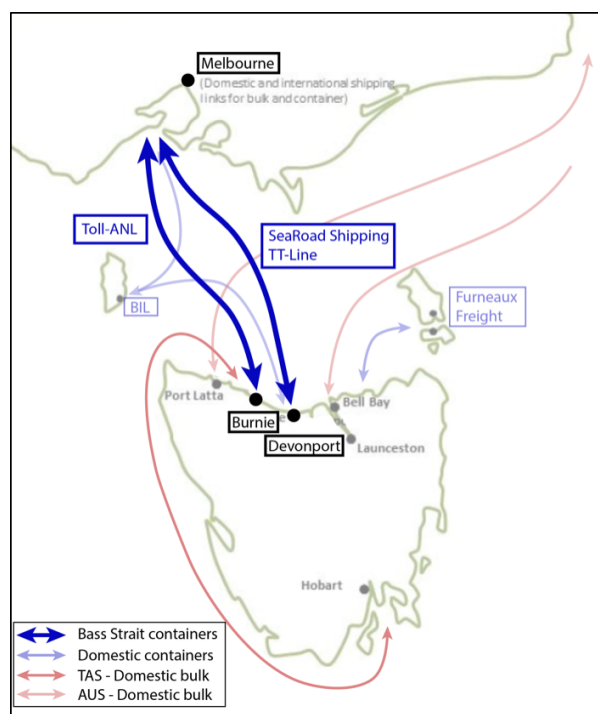 Melbourne
(Domestic and international shipping
links for bulk and container)
Toll-ANL
SeaRoad Shipping
TT-Line
BIL
Furneaux
Freight
Port Latta
Burnie
Bell Bay
Devonport
Launceston
Hobart
Bass Strait containers
Domestic containers
TAS - Domestic bulk
AUS - Domestic bulk